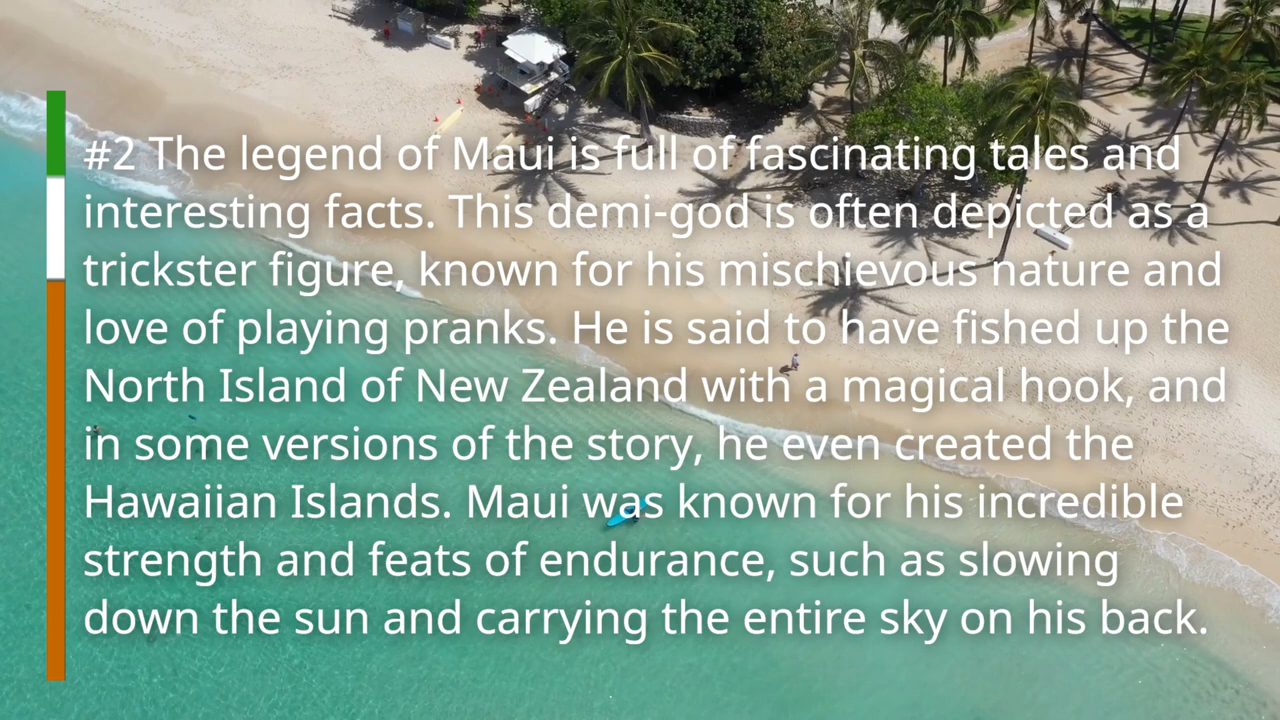 #2 The legend of Maui is full of fascinating tales and
interesting facts. This demi-god is often depicted as a
trickster figure, known for his mischievous nature and
love of playing pranks. He is said to have fished up the
North Island of New Zealand with a magical hook, and
in some versions of the story, he even created the
Hawaiian Islands. Maui was known for his incredible
strength and feats of endurance, such as slowing
down the sun and carrying the entire sky on his back.